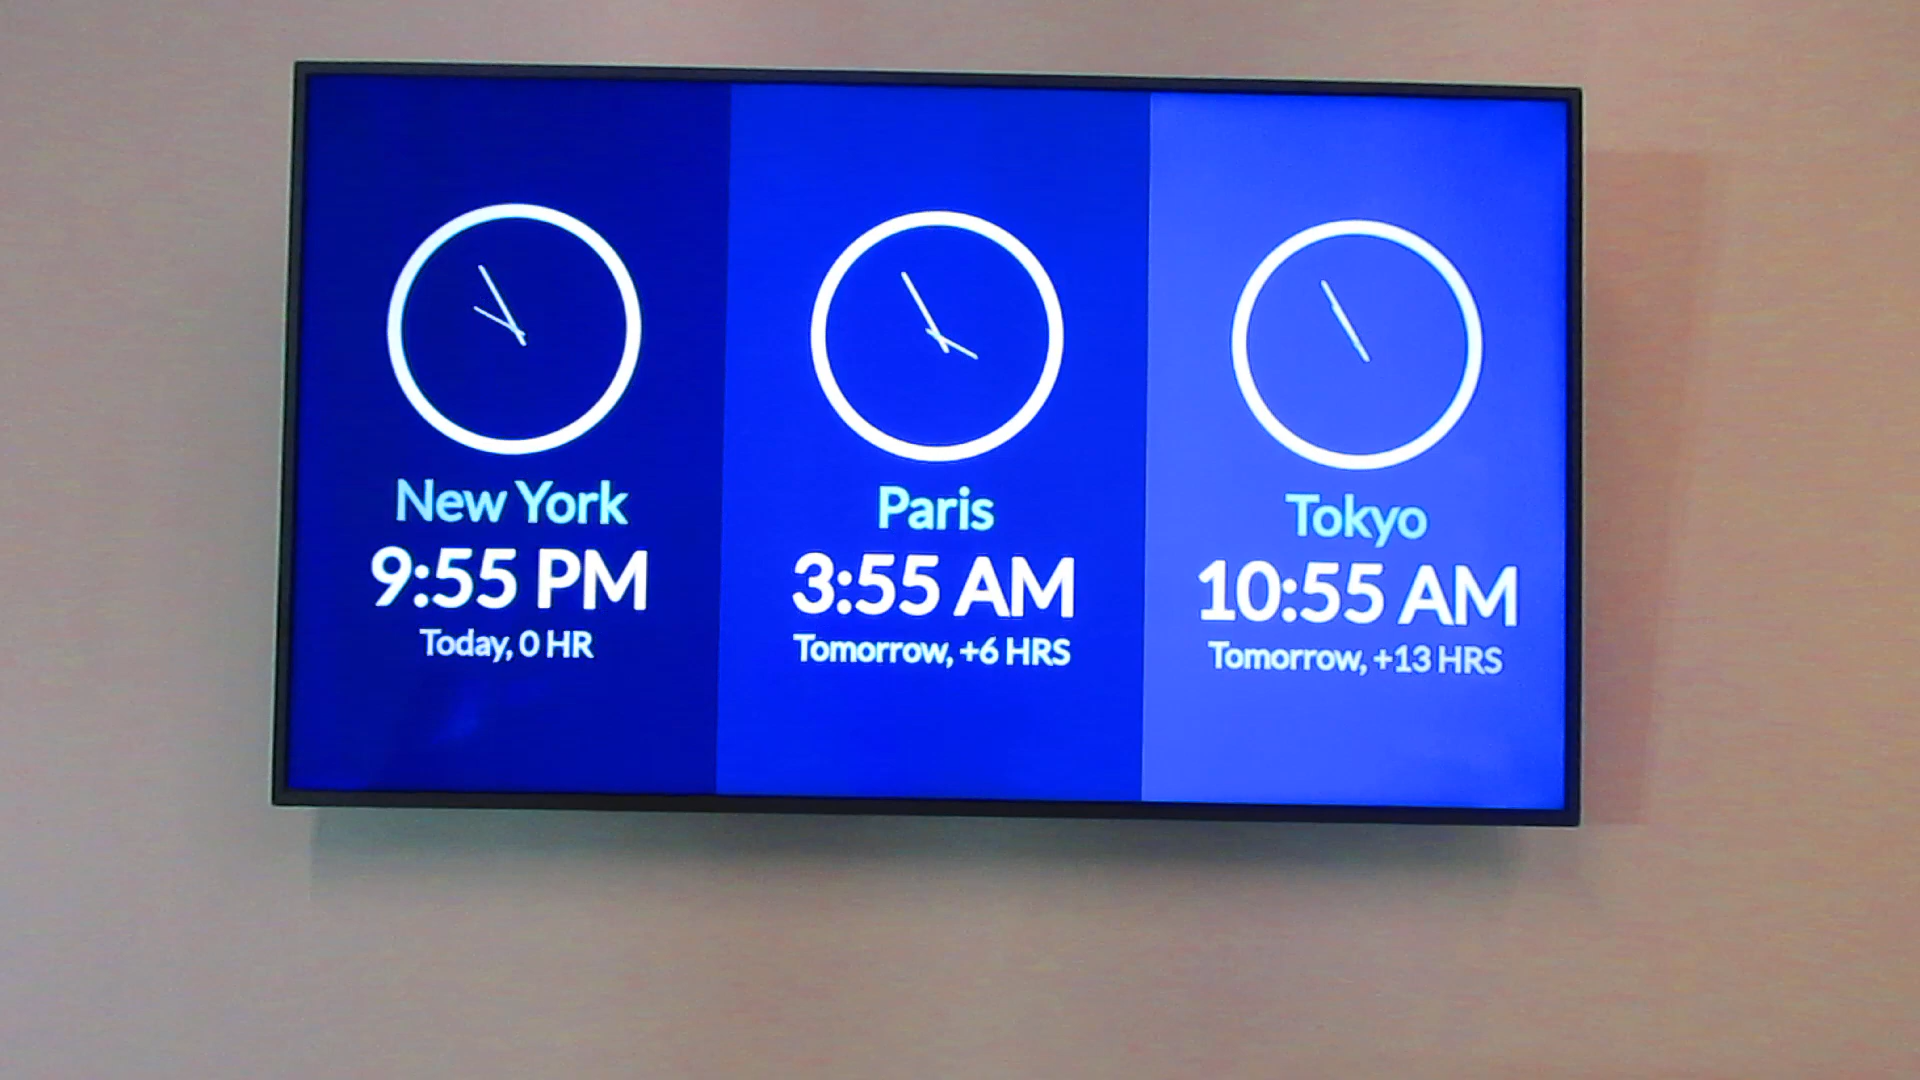 New York
9:55 PM
Today, 0 HR
Paris
3:55 AM
Tomorrow, +6 HRS
Tokyo
10:55 AM
Tomorrow, +13 HRS